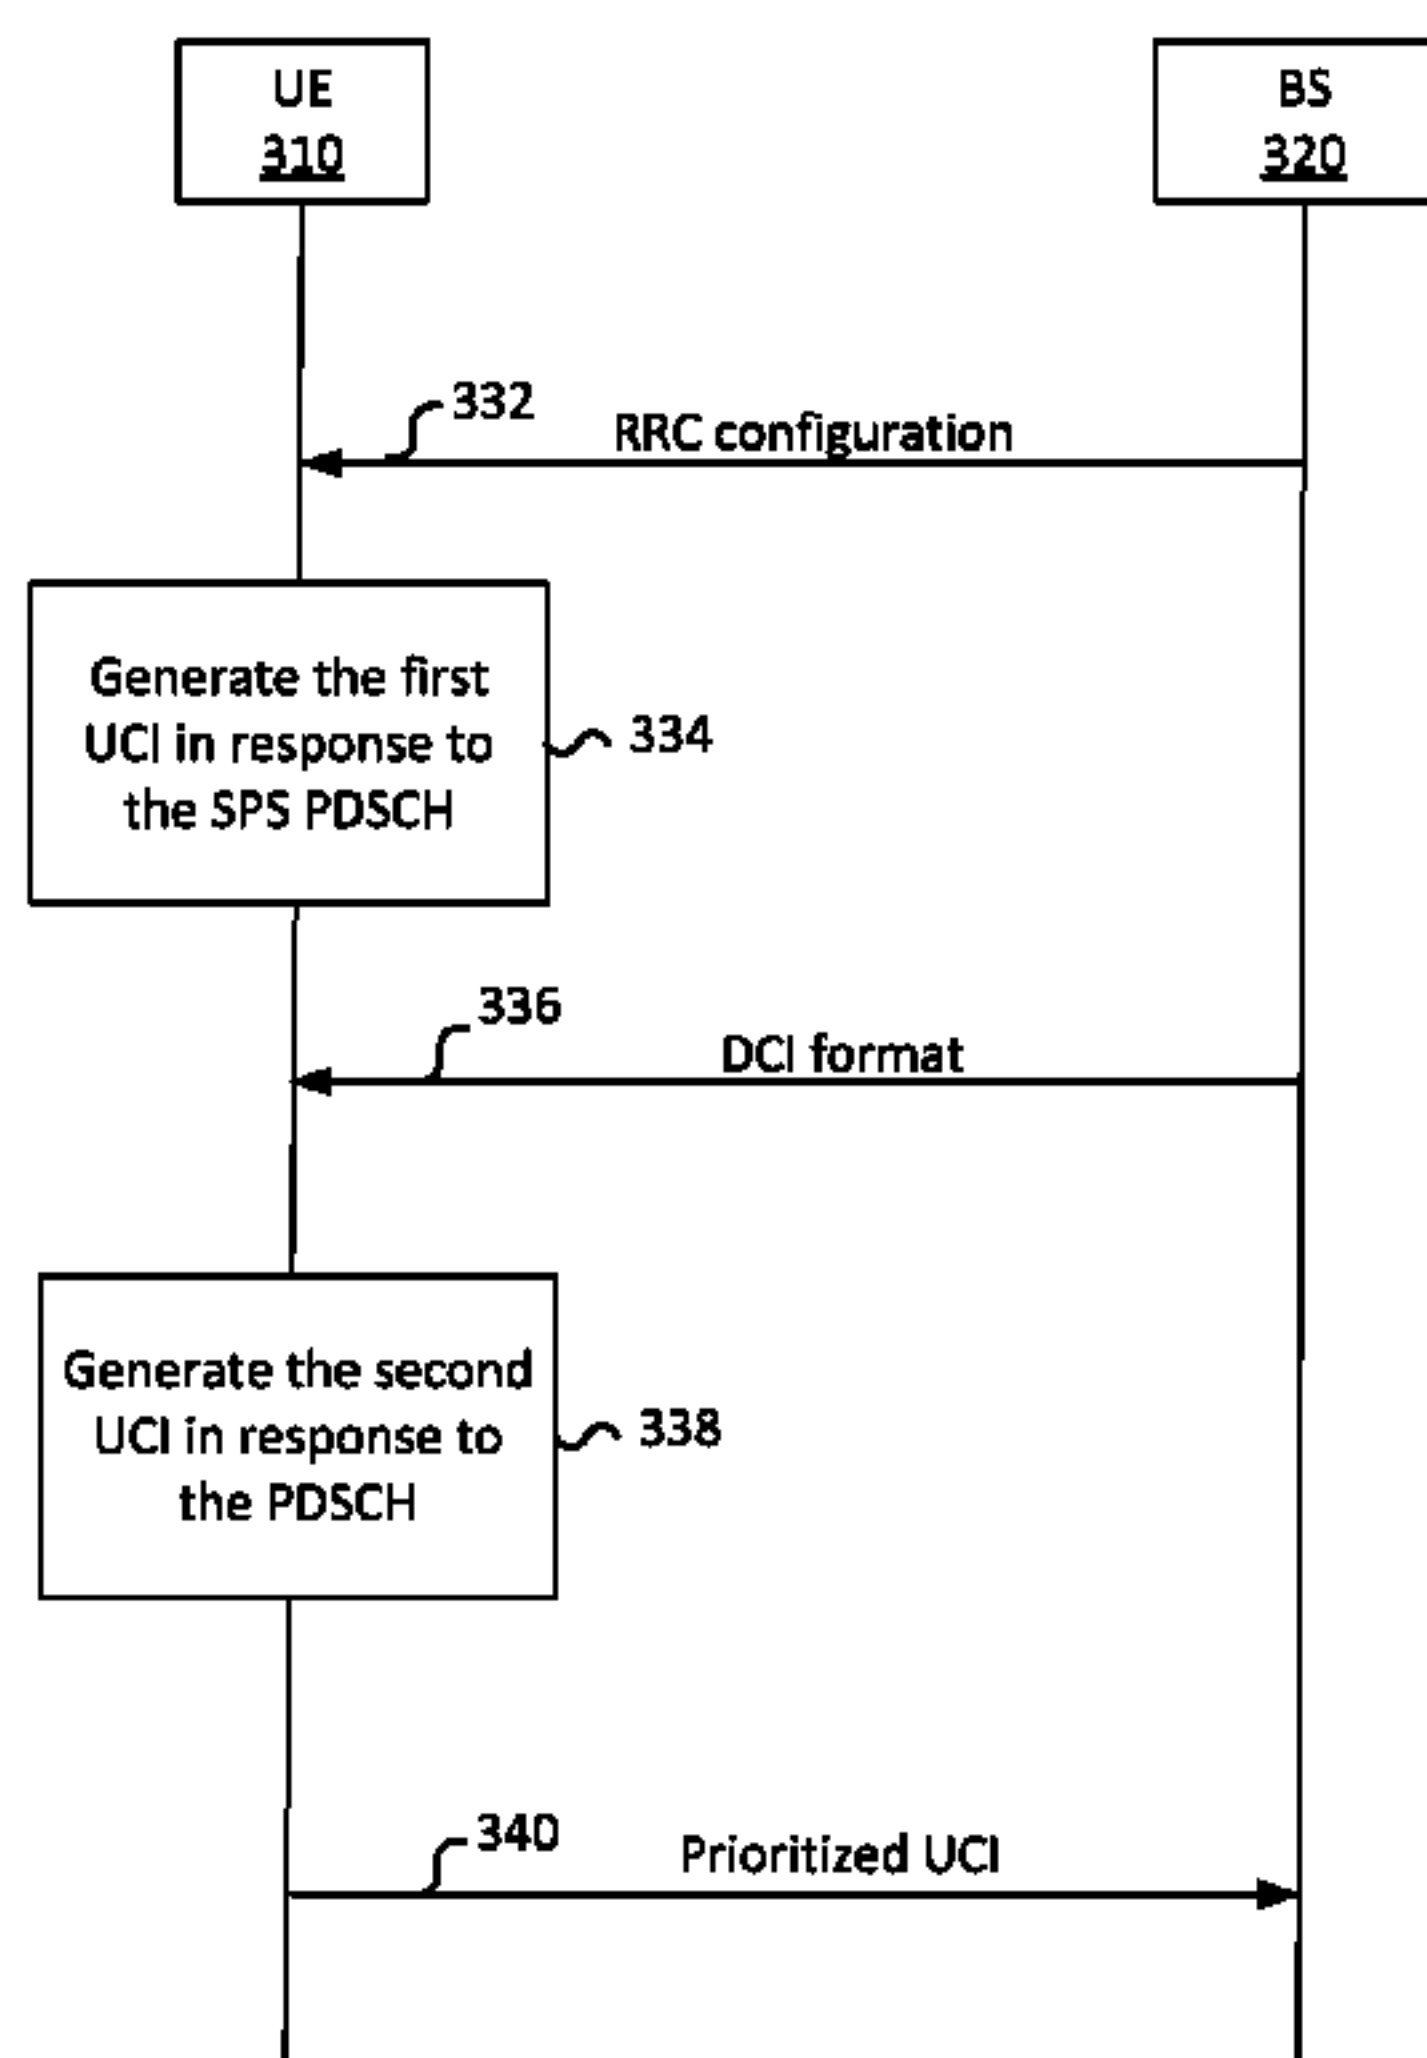 UE
310
BS
320
332
RRC configuration
Generate the first
UCI in response to
the SPS PDSCH
334
336
DCI format
Generate the second
UCI in response to
the PDSCH
338
340
Prioritized UCI